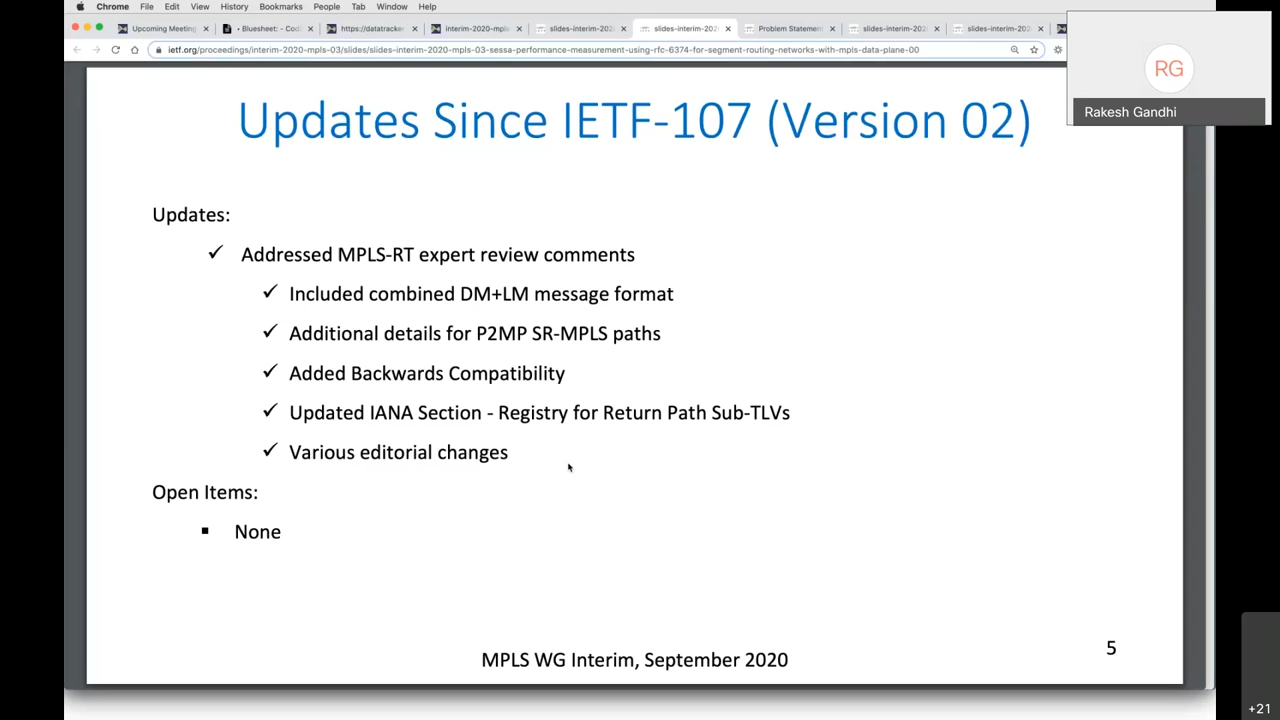 Chrome File Edit View History Bookmarks People Tab Window Help
Upcoming Meeting
• Bluesheet: - Codi
https://datatracke
interim-2020-mpls
slides-interim-202
slides-interim-202
Problem Statement
slides-interim-202
slides-interim-202
ietf.org/proceedings/interim-2020-mpls-03/slides/slides-interim-2020-mpls-03-sessa-performance-measurement-using-rfc-6374-for-segment-routing-networks-with-mpls-data-plane-00
RG
Rakesh Gandhi
Updates Since IETF-107 (Version 02)
Updates:
✓ Addressed MPLS-RT expert review comments
✓ Included combined DM+LM message format
✓ Additional details for P2MP SR-MPLS paths
✓ Added Backwards Compatibility
✓ Updated IANA Section - Registry for Return Path Sub-TLVs
✓ Various editorial changes
Open Items:
▪ None
MPLS WG Interim, September 2020
5
+21